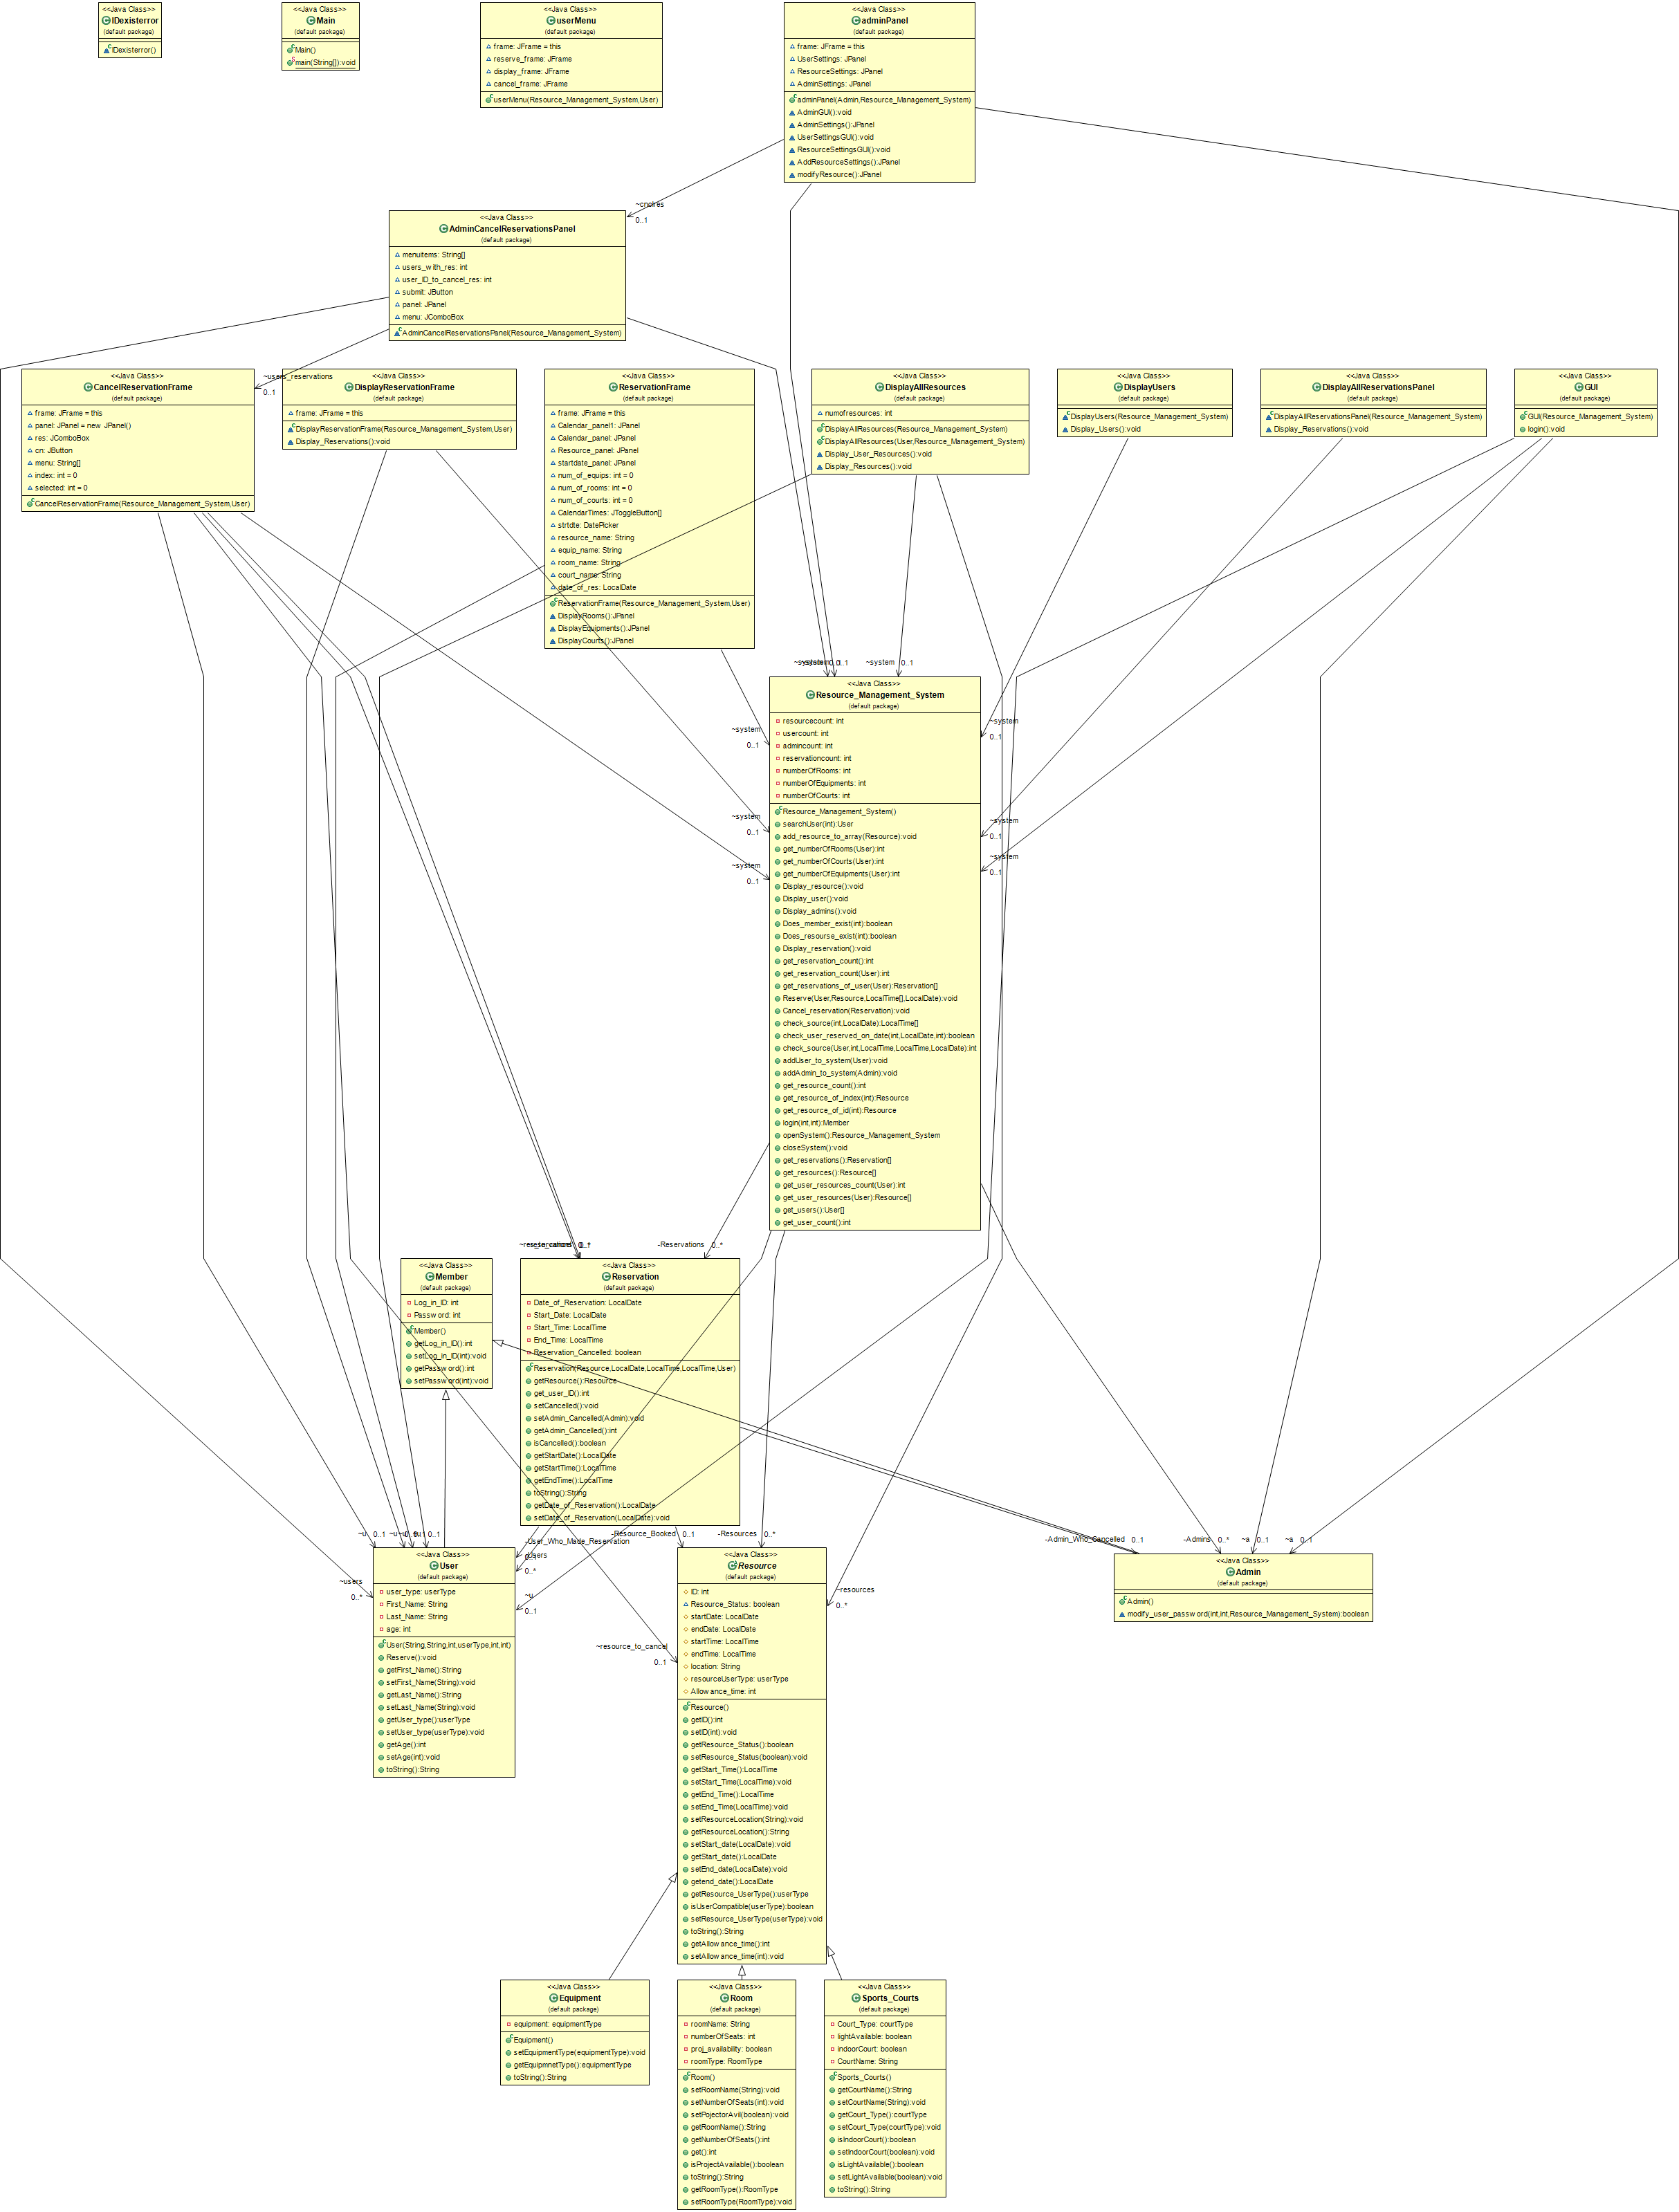 <<Java Class>>
IDexisterror
(default package)
IDexisterror()
<<Java Class>>
Main
(default package)
Main()
main(String[]):void
<<Java Class>>
userMenu
(default package)
frame: JFrame = this
reserve_frame: JFrame
display_frame: JFrame
cancel_frame: JFrame
userMenu(Resource_Management_System,User)
<<Java Class>>
adminPanel
(default package)
frame: JFrame = this
UserSettings: JPanel
ResourceSettings: JPanel
AdminSettings: JPanel
adminPanel(Admin,Resource_Management_System)
AdminGUI():void
AdminSettings():JPanel
UserSettingsGUI():void
ResourceSettingsGUI():void
AddResourceSettings():JPanel
modifyResource():JPanel
~cnclres
0..1
<<Java Class>>
AdminCancelReservationsPanel
(default package)
menuitems: String[]
users_with_res: int
user_ID_to_cancel_res: int
submit: JButton
panel: JPanel
menu: JComboBox
AdminCancelReservationsPanel(Resource_Management_System)
~users_reservations
0..1
<<Java Class>>
CancelReservationFrame
(default package)
frame: JFrame = this
panel: JPanel = new JPanel()
res: JComboBox
cn: JButton
menu: String[]
index: int = 0
selected: int = 0
CancelReservationFrame(Resource_Management_System,User)
<<Java Class>>
DisplayReservationFrame
(default package)
frame: JFrame = this
DisplayReservationFrame(Resource_Management_System,User)
Display_Reservations():void
<<Java Class>>
ReservationFrame
(default package)
frame: JFrame = this
Calendar_panel1: JPanel
Calendar_panel: JPanel
Resource_panel: JPanel
startdate_panel: JPanel
num_of_equips: int = 0
num_of_rooms: int = 0
num_of_courts: int = 0
CalendarTimes: JToggleButton[]
strtdte: DatePicker
resource_name: String
equip_name: String
room_name: String
court_name: String
date_of_res: LocalDate
ReservationFrame(Resource_Management_System,User)
DisplayRooms():JPanel
DisplayEquipments():JPanel
DisplayCourts():JPanel
<<Java Class>>
DisplayAllResources
(default package)
numofresources: int
DisplayAllResources(Resource_Management_System)
DisplayAllResources(User,Resource_Management_System)
Display_User_Resources():void
Display_Resources():void
<<Java Class>>
DisplayUsers
(default package)
DisplayUsers(Resource_Management_System)
Display_Users():void
<<Java Class>>
DisplayAllReservationsPanel
(default package)
DisplayAllReservationsPanel(Resource_Management_System)
Display_Reservations():void
<<Java Class>>
GUI
(default package)
GUI(Resource_Management_System)
login():void
~system
0..1
~system
0..1
~system
0..1
~system
0..1
~system
0..1
~system
0..1
~system
0..1
~system
0..1
<<Java Class>>
Resource_Management_System
(default package)
resourcecount: int
usercount: int
admincount: int
reservationcount: int
numberOfRooms: int
numberOfEquipments: int
numberOfCourts: int
Resource_Management_System()
searchUser(int):User
add_resource_to_array(Resource):void
get_numberOfRooms(User):int
get_numberOfCourts(User):int
get_numberOfEquipments(User):int
Display_resource():void
Display_user():void
Display_admins():void
Does_member_exist(int):boolean
Does_resourse_exist(int):boolean
Display_reservation():void
get_reservation_count():int
get_reservation_count(User):int
get_reservations_of_user(User):Reservation[]
Reserve(User,Resource,LocalTime[],LocalDate):void
Cancel_reservation(Reservation):void
check_source(int,LocalDate):LocalTime[]
check_user_reserved_on_date(int,LocalDate,int):boolean
check_source(User,int,LocalTime,LocalTime,LocalDate):int
addUser_to_system(User):void
addAdmin_to_system(Admin):void
get_resource_count():int
get_resource_of_index(int):Resource
get_resource_of_id(int):Resource
login(int,int):Member
openSystem():Resource_Management_System
closeSystem():void
get_reservations():Reservation[]
get_resources():Resource[]
get_user_resources_count(User):int
get_user_resources(User):Resource[]
get_users():User[]
get_user_count():int
-Reservations 0..*
<<Java Class>>
Member
(default package)
Log_in_ID: int
Password: int
Member()
getLog_in_ID():int
setLog_in_ID(int):void
getPassword():int
setPassword(int):void
<<Java Class>>
Reservation
(default package)
Date_of_Reservation: LocalDate
Start_Date: LocalDate
Start_Time: LocalTime
End_Time: LocalTime
Reservation_Cancelled: boolean
Reservation(Resource,LocalDate,LocalTime,LocalTime,User)
getResource():Resource
get_user_ID():int
setCancelled():void
setAdmin_Cancelled(Admin):void
getAdmin_Cancelled():int
isCancelled():boolean
getStartDate():LocalDate
getStartTime():LocalTime
getEndTime():LocalTime
toString():String
getDate_of_Reservation():LocalDate
setDate_of_Reservation(LocalDate):void
~u 0..1
-User_Who_Made_Reservation
-Resource_Booked 0..1
-Resources 0..*
-Admin_Who_Cancelled 0..1
-Admins 0..*
~a 0..1
~a 0..1
~users
0..*
0..*
~u
0..1
~resources
0..*
~resource_to_cancel
0..1
<<Java Class>>
User
(default package)
user_type: userType
First_Name: String
Last_Name: String
age: int
User(String,String,int,userType,int,int)
Reserve():void
getFirst_Name():String
setFirst_Name(String):void
getLast_Name():String
setLast_Name(String):void
getUser_type():userType
setUser_type(userType):void
getAge():int
setAge(int):void
toString():String
<<Java Class>>
Resource
(default package)
ID: int
Resource_Status: boolean
startDate: LocalDate
endDate: LocalDate
startTime: LocalTime
endTime: LocalTime
location: String
resourceUserType: userType
Allowance_time: int
Resource()
getID():int
setID(int):void
getResource_Status():boolean
setResource_Status(boolean):void
getStart_Time():LocalTime
setStart_Time(LocalTime):void
getEnd_Time():LocalTime
setEnd_Time(LocalTime):void
setResourceLocation(String):void
getResourceLocation():String
setStart_date(LocalDate):void
getStart_date():LocalDate
setEnd_date(LocalDate):void
getend_date():LocalDate
getResource_UserType():userType
isUserCompatible(userType):boolean
setResource_UserType(userType):void
toString():String
getAllowance_time():int
setAllowance_time(int):void
<<Java Class>>
Admin
(default package)
Admin()
modify_user_password(int,int,Resource_Management_System):boolean
<<Java Class>>
Equipment
(default package)
equipment: equipmentType
Equipment()
setEquipmentType(equipmentType):void
getEquipmnetType():equipmentType
toString():String
<<Java Class>>
Room
(default package)
roomName: String
numberOfSeats: int
proj_availability: boolean
roomType: RoomType
Room()
setRoomName(String):void
setNumberOfSeats(int):void
setPojectorAvil(boolean):void
getRoomName():String
getNumberOfSeats():int
get():int
isProjectAvailable():boolean
toString():String
getRoomType():RoomType
setRoomType(RoomType):void
<<Java Class>>
Sports_Courts
(default package)
Court_Type: courtType
lightAvailable: boolean
indoorCourt: boolean
CourtName: String
Sports_Courts()
getCourtName():String
setCourtName(String):void
getCourt_Type():courtType
setCourt_Type(courtType):void
isIndoorCourt():boolean
setIndoorCourt(boolean):void
isLightAvailable():boolean
setLightAvailable(boolean):void
toString():String